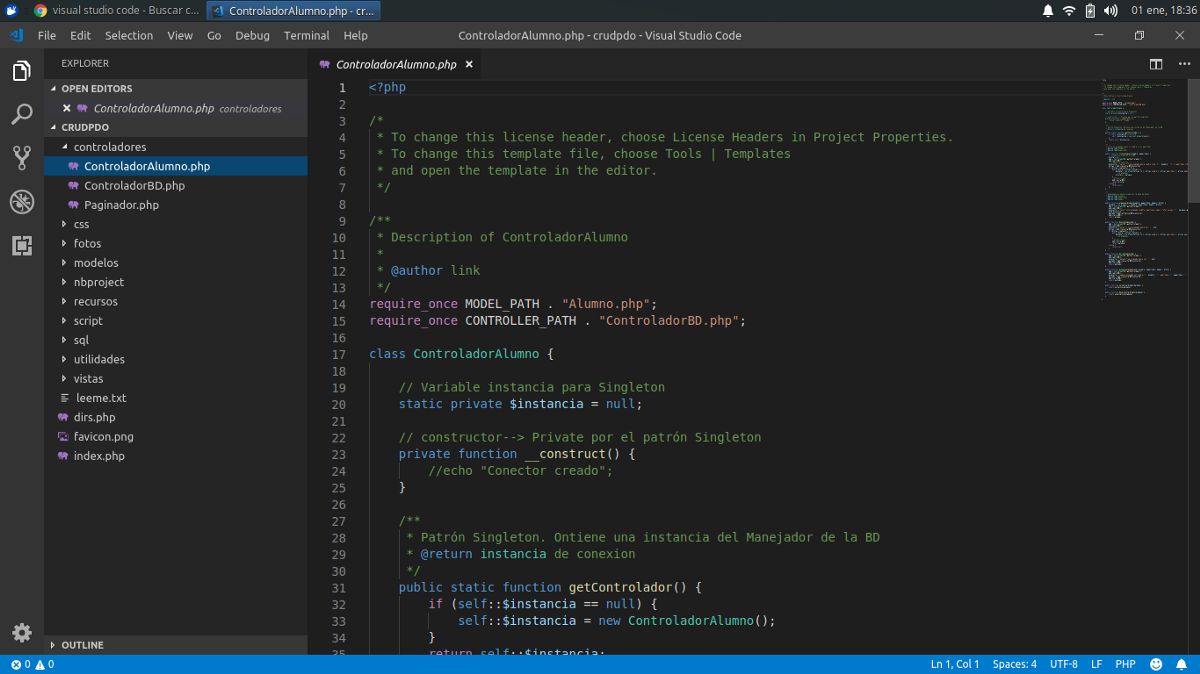 visual studio code - Buscar c...
ControladorAlumno.php - cr...
01 ene, 18:36
File Edit Selection View Go Debug Terminal Help
ControladorAlumno.php - crudpdo - Visual Studio Code
EXPLORER
OPEN EDITORS
ControladorAlumno.php controladores
CRUDPDO
controladores
ControladorAlumno.php
ControladorBD.php
Paginador.php
css
fotos
modelos
nbproject
recursos
script
sql
utilidades
vistas
leeme.txt
dirs.php
favicon.png
index.php
OUTLINE
ControladorAlumno.php
1 <?php
2
3 /*
4  * To change this license header, choose License Headers in Project Properties.
5  * To change this template file, choose Tools | Templates
6  * and open the template in the editor.
7  */
8
9 /**
10  * Description of ControladorAlumno
11  *
12  * @author link
13  */
14 require_once MODEL_PATH . "Alumno.php";
15 require_once CONTROLLER_PATH . "ControladorBD.php";
16
17 class ControladorAlumno {
18
19     // Variable instancia para Singleton
20     static private $instancia = null;
21
22     // constructor--> Private por el patrón Singleton
23     private function __construct() {
24         //echo "Conector creado";
25     }
26
27     /**
28      * Patrón Singleton. Ontiene una instancia del Manejador de la BD
29      * @return instancia de conexion
30      */
31     public static function getControlador() {
32         if (self::$instancia == null) {
33             self::$instancia = new ControladorAlumno();
34         }
35         return self::$instancia;
0 0
Ln 1, Col 1 Spaces: 4 UTF-8 LF PHP